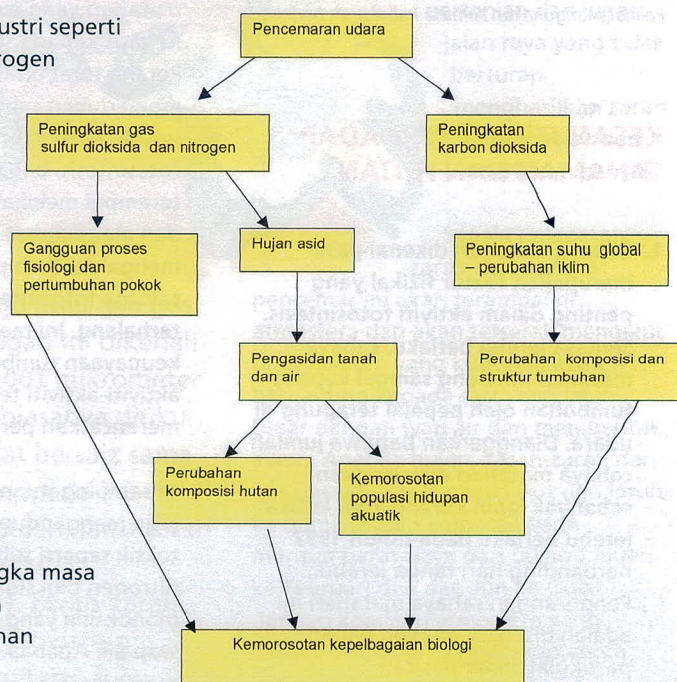 ustri seperti
rogen
Pencemaran udara
Peningkatan gas
sulfur dioksida dan nitrogen
Peningkatan
karbon dioksida
Gangguan proses
fisiologi dan
pertumbuhan pokok
Hujan asid
Peningkatan suhu global
– perubahan iklim
Pengasidan tanah
dan air
Perubahan komposisi dan
struktur tumbuhan
Perubahan
komposisi hutan
Kemorosotan
populasi hidupan
akuatik
gka masa
nan
Kemorosotan kepelbagaian biologi